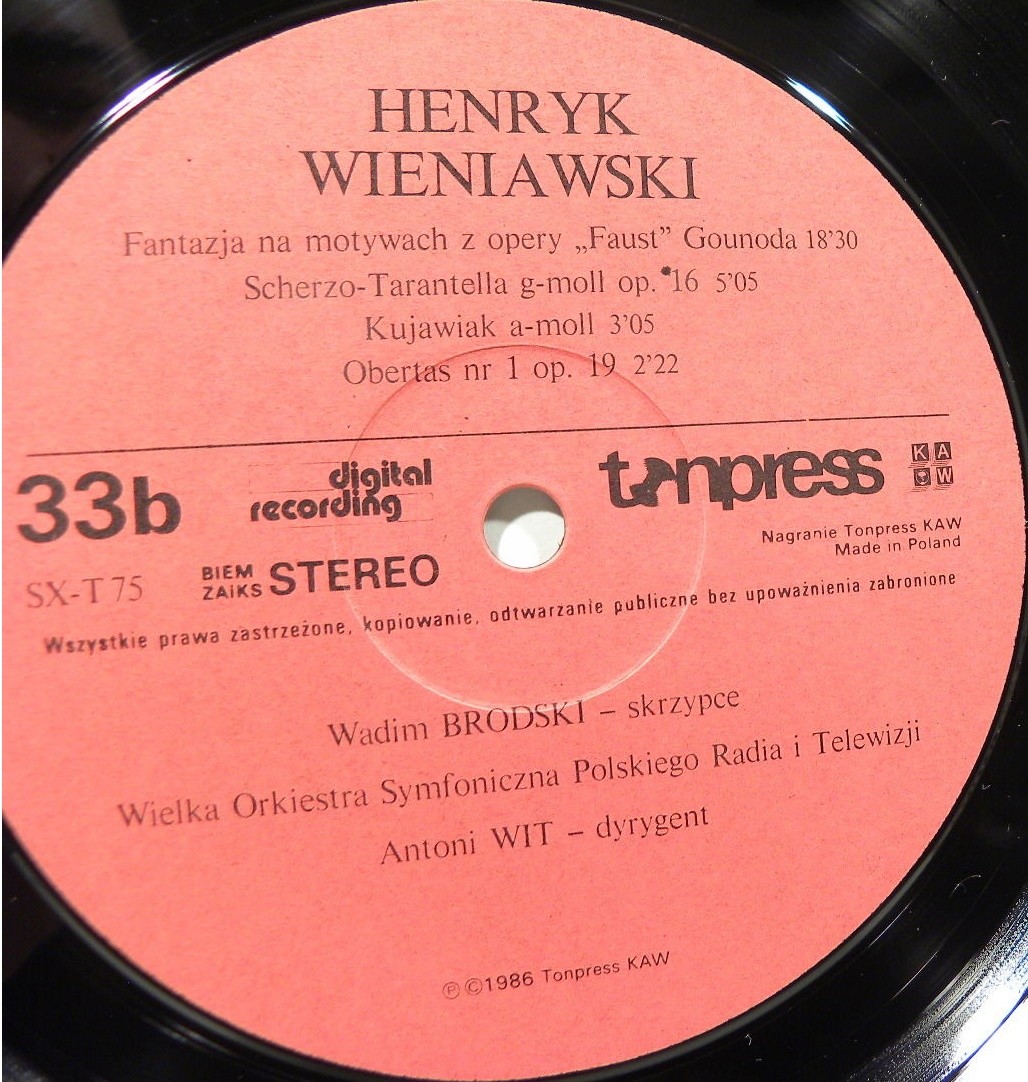 HENRYK
WIENIAWSKI
Fantazja na motywach z opery „Faust” Gounoda 18'30
Scherzo-Tarantella g-moll op. 16 5'05
Kujawiak a-moll 3'05
Obertas nr 1 op. 19 2'22
33b
digital
recording
tonpress
KA
W
Nagranie Tonpress KAW
Made in Poland
SX-T 75
BIEM
ZAiKS
STEREO
Wszystkie prawa zastrzeżone, kopiowanie, odtwarzanie publiczne bez upoważnienia zabronione
Wadim BRODSKI – skrzypce
Wielka Orkiestra Symfoniczna Polskiego Radia i Telewizji
Antoni WIT – dyrygent
Ⓟ©1986 Tonpress KAW